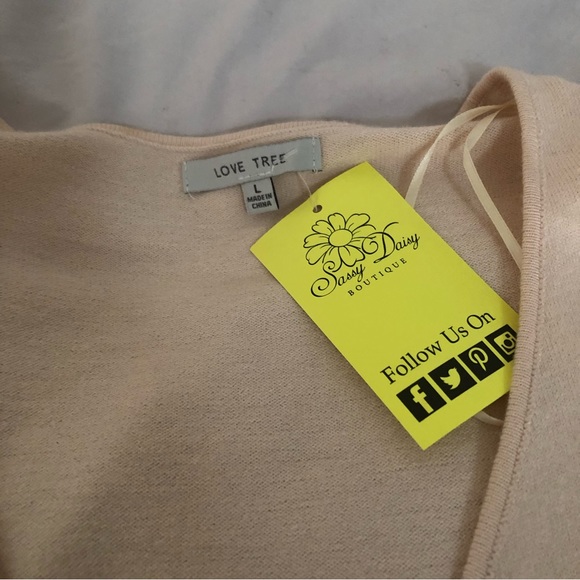 LOVE TREE
L
MADE IN
CHINA
Sassy Daisy
BOUTIQUE
Follow Us On